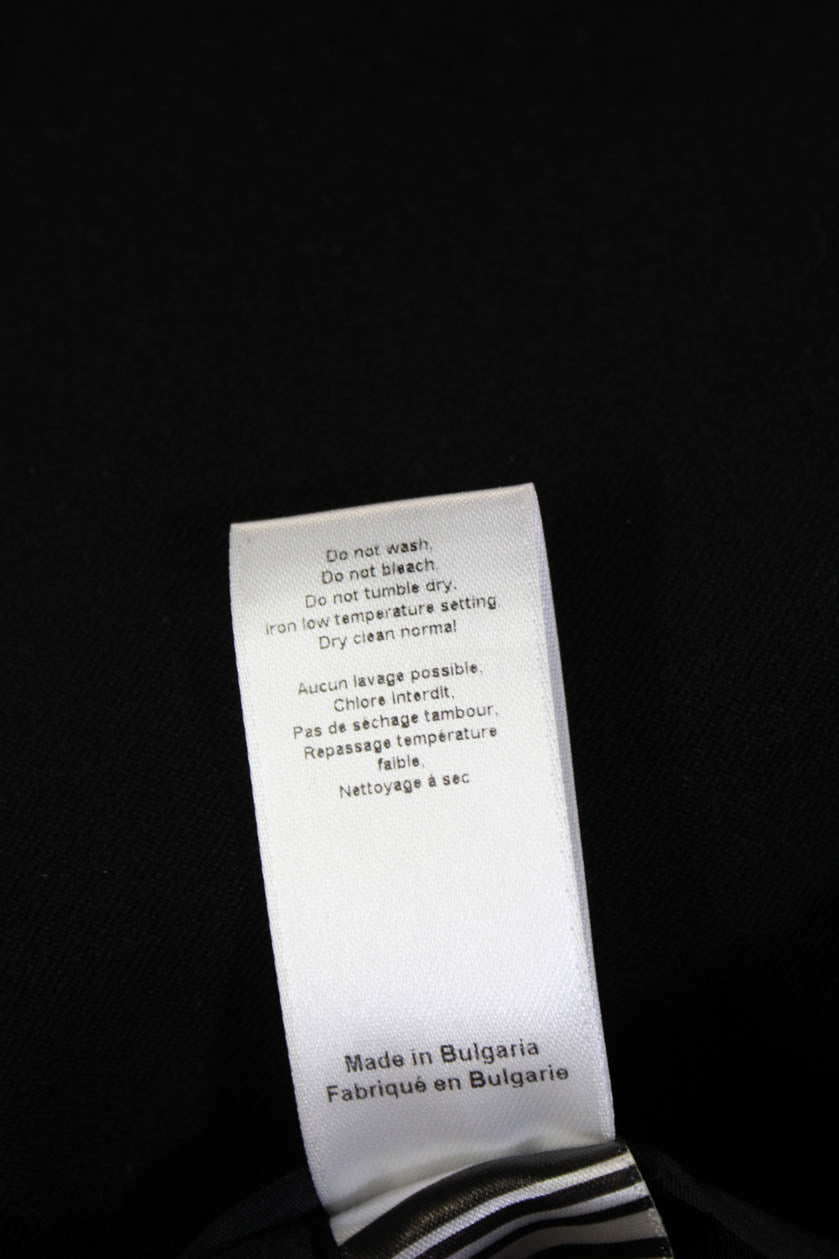 Do not wash,
Do not bleach,
Do not tumble dry,
Iron low temperature setting,
Dry clean normal
Aucun lavage possible,
Chlore interdit,
Pas de séchage tambour,
Repassage température
faible,
Nettoyage à sec
Made in Bulgaria
Fabriqué en Bulgarie